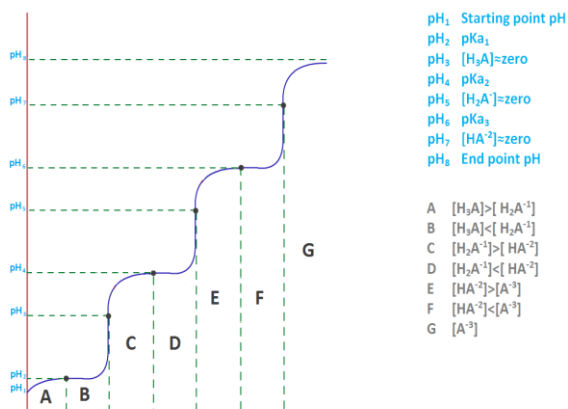 pH₈
pH₇
pH₆
pH₅
pH₄
pH₃
pH₂
pH₁
A
B
C
D
E
F
G
pH₁ Starting point pH
pH₂ pKa₁
pH₃ [H₃A]≈zero
pH₄ pKa₂
pH₅ [H₂A⁻]≈zero
pH₆ pKa₃
pH₇ [HA⁻²]≈zero
pH₈ End point pH
A [H₃A]>[ H₂A⁻¹]
B [H₃A]<[ H₂A⁻¹]
C [H₂A⁻¹]>[ HA⁻²]
D [H₂A⁻¹]<[ HA⁻²]
E [HA⁻²]>[A⁻³]
F [HA⁻²]<[A⁻³]
G [A⁻³]